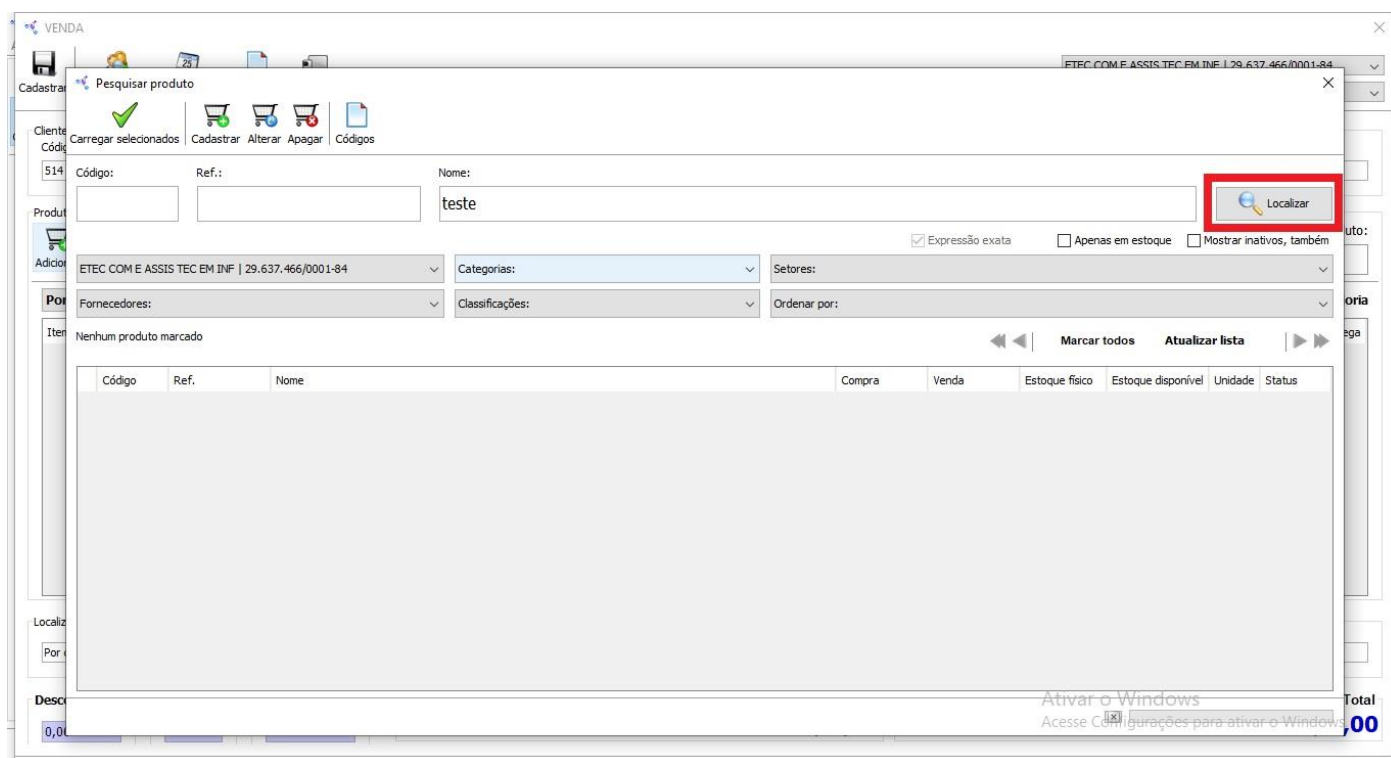 VENDA
25
ETEC COM E ASSIS TEC EM INF | 29.637.466/0001-84
Cadastrar
Pesquisar produto
Carregar selecionados Cadastrar Alterar Apagar Códigos
Cliente
514
Código: Ref.: Nome:
teste
Localizar
Expressão exata Apenas em estoque Mostrar inativos, também
ETEC COM E ASSIS TEC EM INF | 29.637.466/0001-84 Categorias: Setores:
Fornecedores: Classificações: Ordenar por:
Nenhum produto marcado Marcar todos Atualizar lista
Código Ref. Nome Compra Venda Estoque físico Estoque disponível Unidade Status
Por
Total
0,0
,00
Ativar o Windows
Acesse Configurações para ativar o Windows.